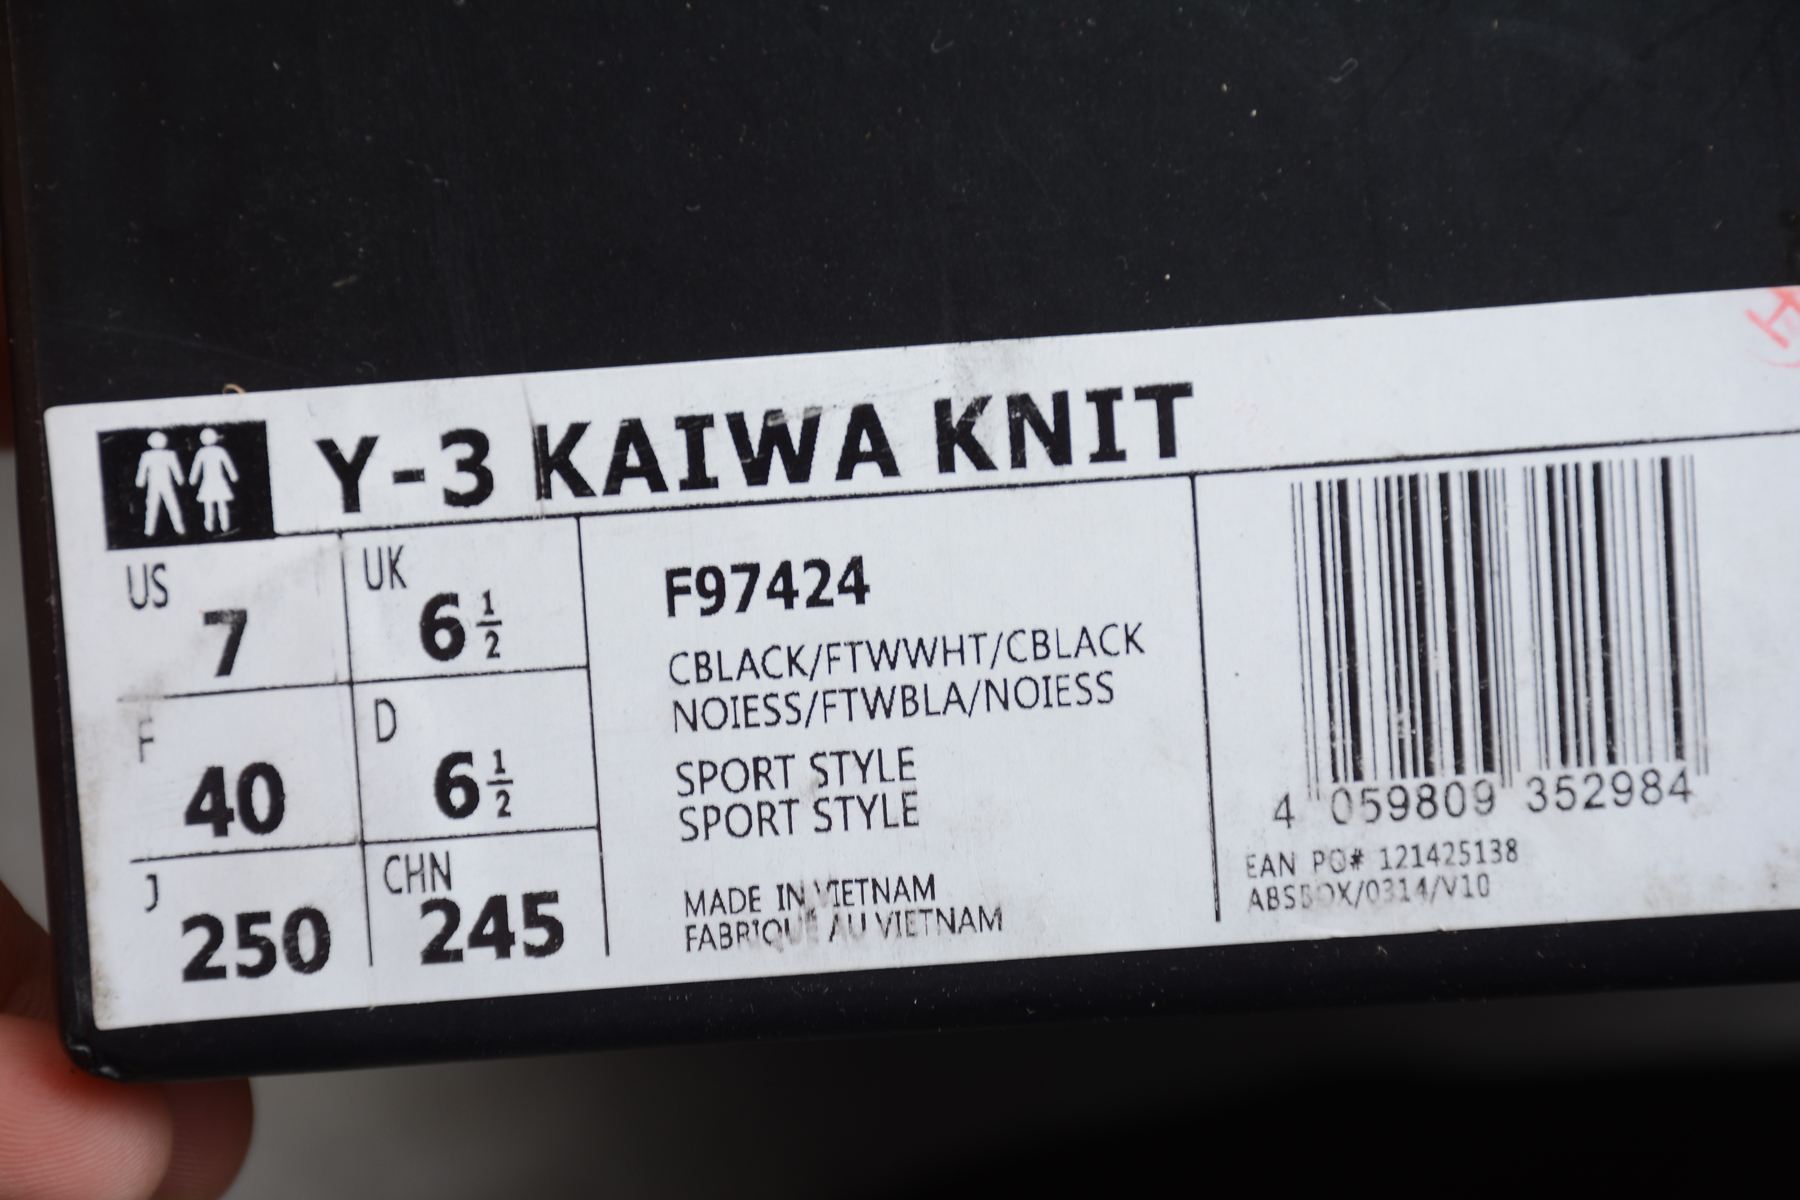 Y-3 KAIWA KNIT
US 7
UK 6 1/2
F 40
D 6 1/2
J 250
CHN 245
F97424
CBLACK/FTWWHT/CBLACK
NOIESS/FTWBLA/NOIESS
SPORT STYLE
SPORT STYLE
MADE IN VIETNAM
FABRIQUE AU VIETNAM
4 059809 352984
EAN PO# 121425138
ABSBOX/0314/V10